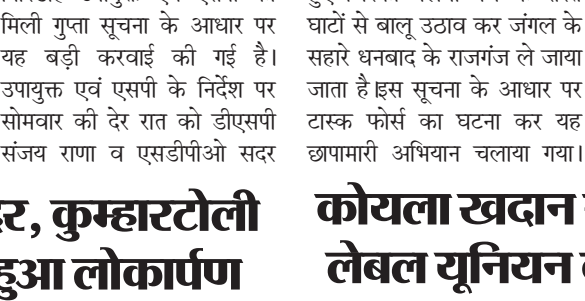 मिली गुप्ता सूचना के आधार पर
यह बड़ी करवाई की गई है।
उपायुक्त एवं एसपी के निर्देश पर
सोमवार की देर रात को डीएसपी
संजय राणा व एसडीपीओ सदर
घाटों से बालू उठाव कर जंगल के
सहारे धनबाद के राजगंज ले जाया
जाता है।इस सूचना के आधार पर
टास्क फोर्स का घटना कर यह
छापामारी अभियान चलाया गया।
कुम्हारटोली
हुआ लोकार्पण
कोयला खदान
लेबल यूनियन